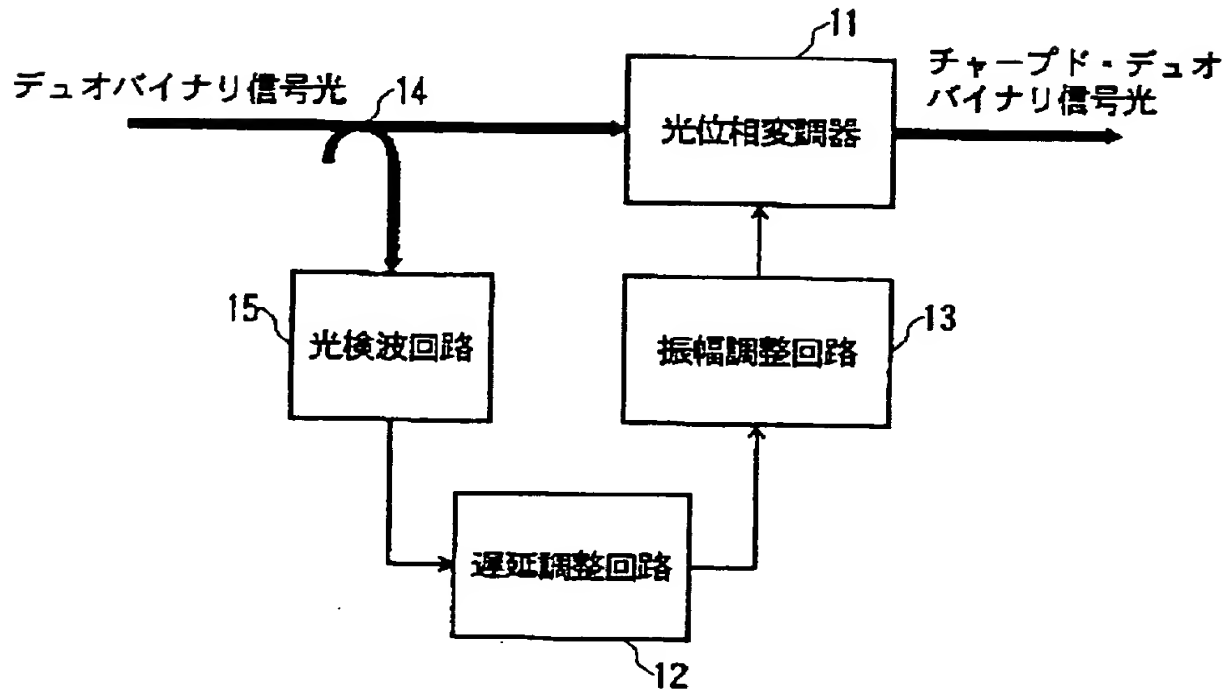 11
デュオバイナリ信号光
14
チャープド・デュオ
バイナリ信号光
光位相変調器
15
光検波回路
13
振幅調整回路
遅延調整回路
12